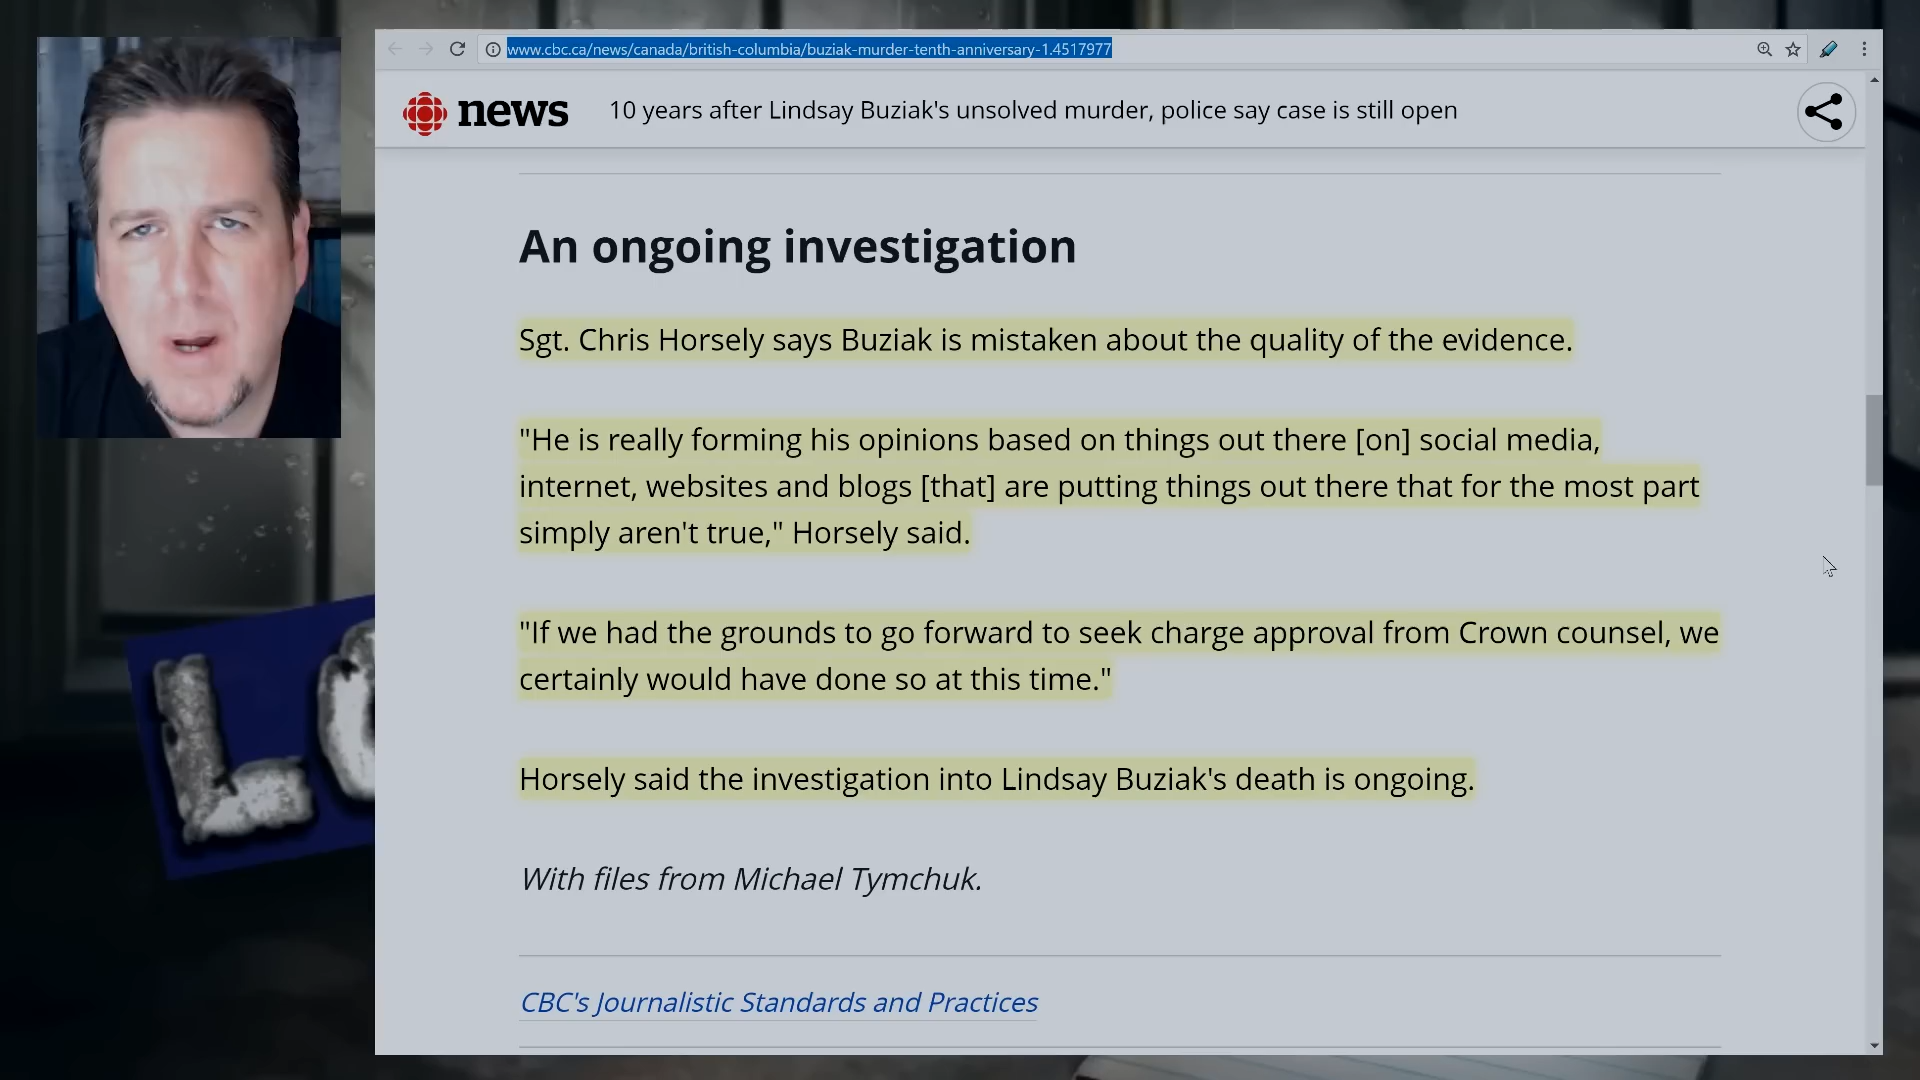 www.cbc.ca/news/canada/british-columbia/buziak-murder-tenth-anniversary-1.4517977
news
10 years after Lindsay Buziak's unsolved murder, police say case is still open
An ongoing investigation
Sgt. Chris Horsely says Buziak is mistaken about the quality of the evidence.
"He is really forming his opinions based on things out there [on] social media,
internet, websites and blogs [that] are putting things out there that for the most part
simply aren't true," Horsely said.
"If we had the grounds to go forward to seek charge approval from Crown counsel, we
certainly would have done so at this time."
Horsely said the investigation into Lindsay Buziak's death is ongoing.
With files from Michael Tymchuk.
CBC's Journalistic Standards and Practices